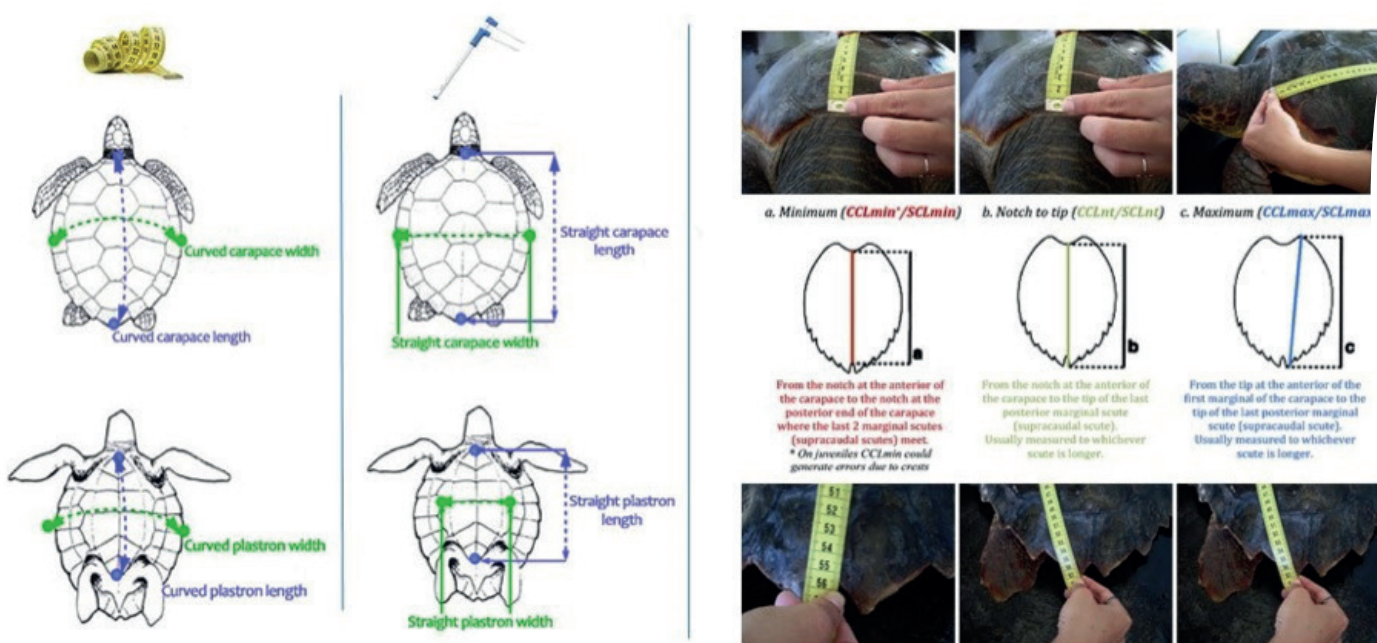 Curved carapace width
Curved carapace length
Straight carapace
length
Straight carapace width
Curved plastron width
Curved plastron length
Straight plastron
length
Straight plastron width
a. Minimum (CCLmin*/SCLmin)
b. Notch to tip (CCLnt/SCLnt)
c. Maximum (CCLmax/SCLmax
a
b
c
From the notch at the anterior of
the carapace to the notch at the
posterior end of the carapace
where the last 2 marginal scutes
(supracaudal scutes) meet.
* On juveniles CCLmin could
generate errors due to crests
From the notch at the anterior of
the carapace to the tip of the last
posterior marginal scute
(supracaudal scute).
Usually measured to whichever
scute is longer.
From the tip at the anterior of the
first marginal of the carapace to the
tip of the last posterior marginal
scute (supracaudal scute).
Usually measured to whichever
scute is longer.
51
52
53
54
55
56